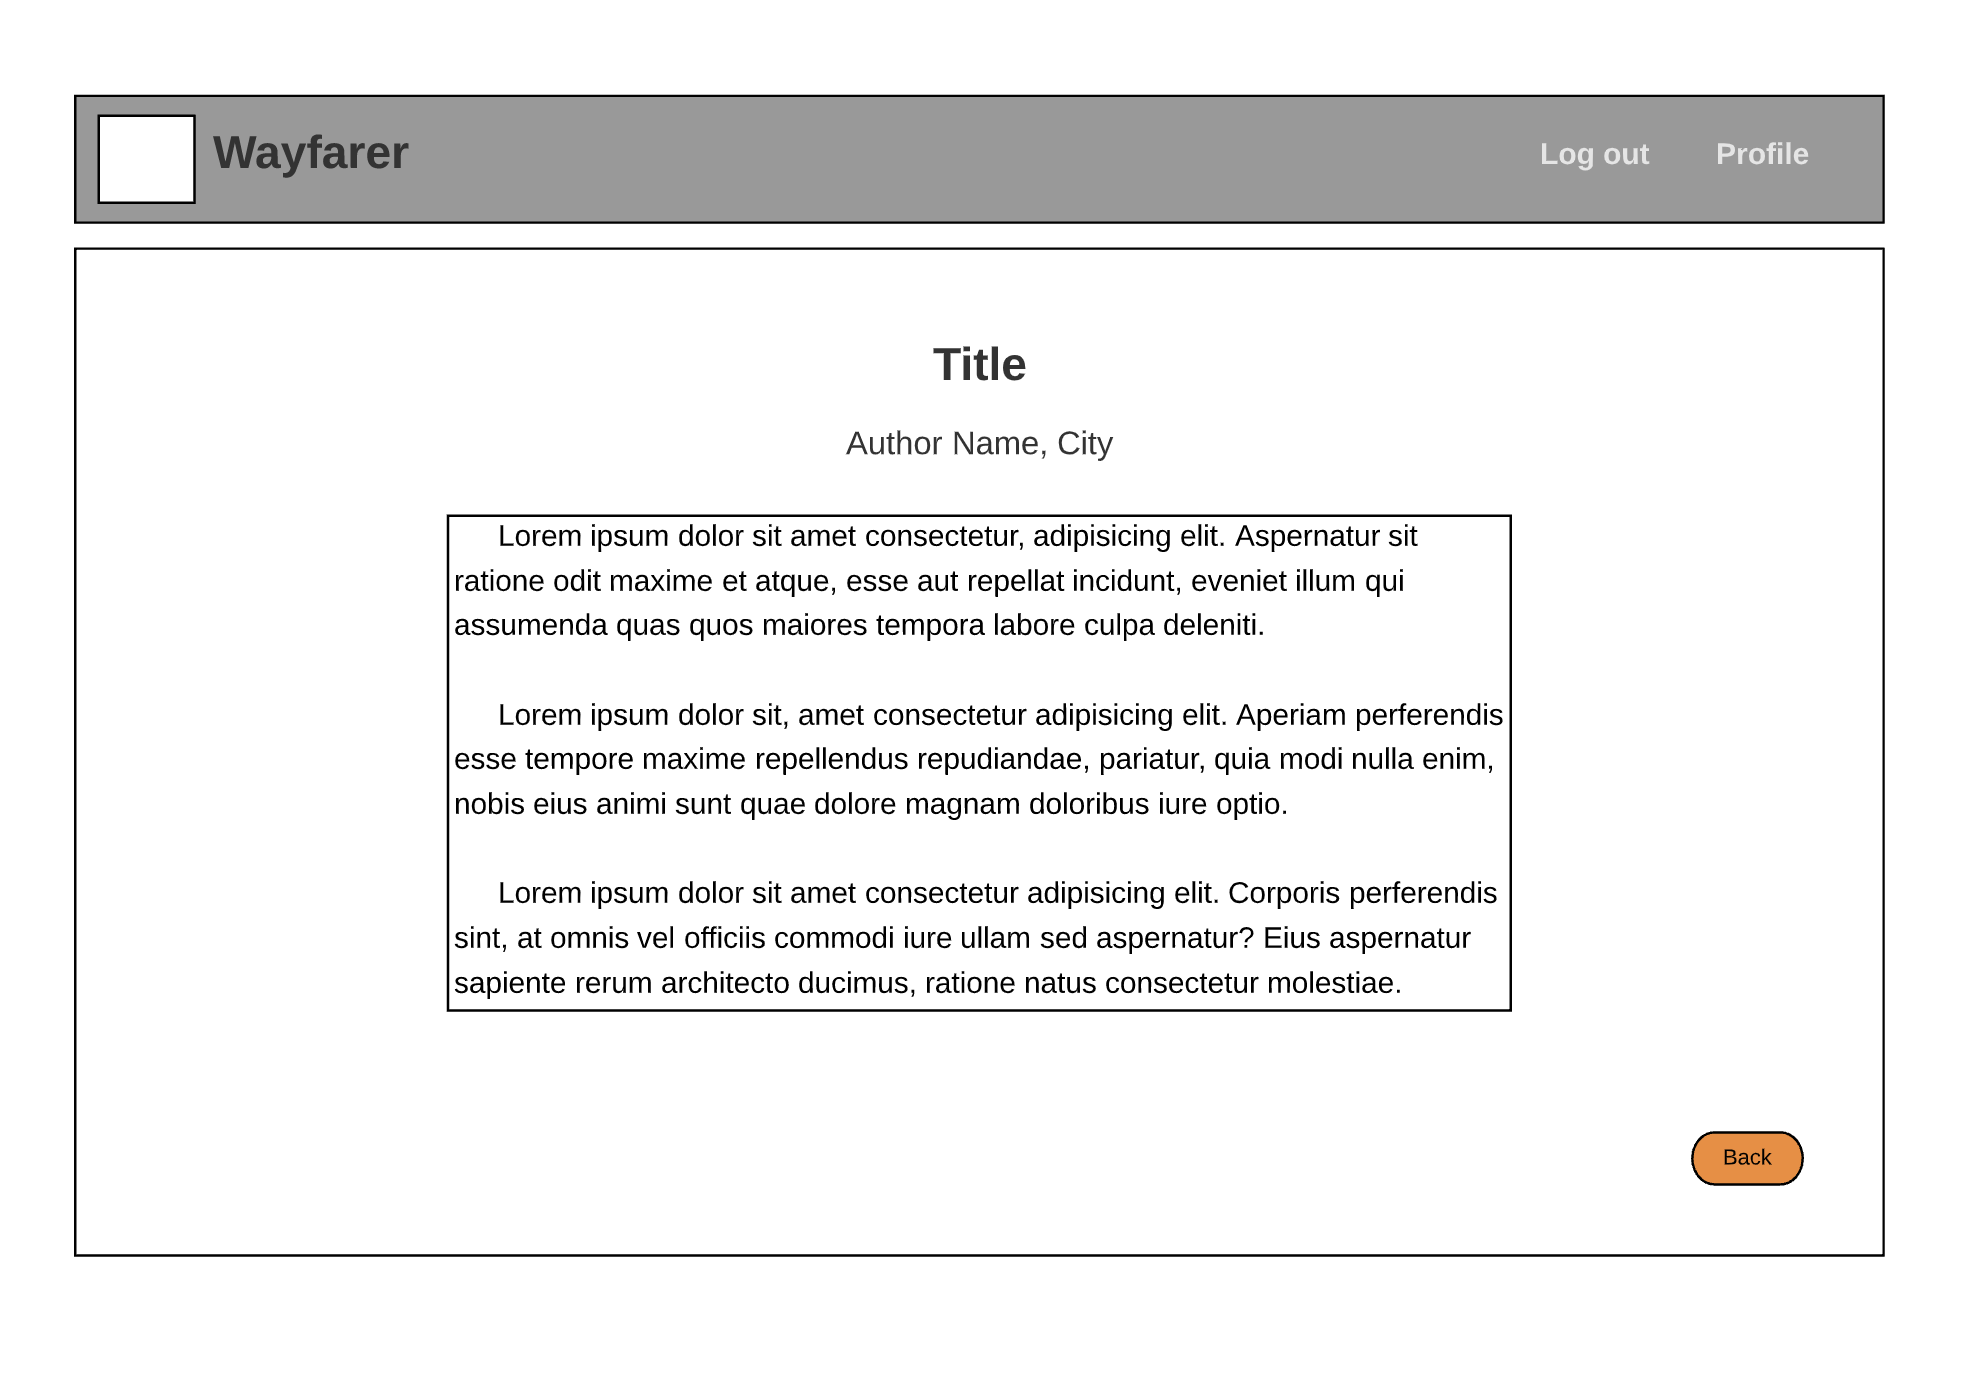 Wayfarer
Log out
Profile
Title
Author Name, City
Lorem ipsum dolor sit amet consectetur, adipisicing elit. Aspernatur sit
ratione odit maxime et atque, esse aut repellat incidunt, eveniet illum qui
assumenda quas quos maiores tempora labore culpa deleniti.
Lorem ipsum dolor sit, amet consectetur adipisicing elit. Aperiam perferendis
esse tempore maxime repellendus repudiandae, pariatur, quia modi nulla enim,
nobis eius animi sunt quae dolore magnam doloribus iure optio.
Lorem ipsum dolor sit amet consectetur adipisicing elit. Corporis perferendis
sint, at omnis vel officiis commodi iure ullam sed aspernatur? Eius aspernatur
sapiente rerum architecto ducimus, ratione natus consectetur molestiae.
Back